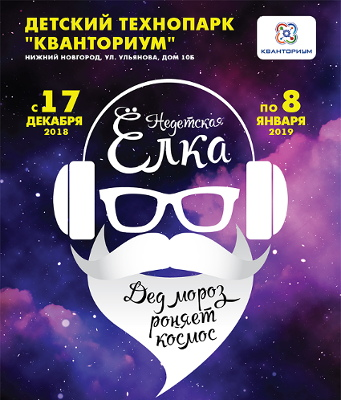 ДЕТСКИЙ ТЕХНОПАРК
"КВАНТОРИУМ"
НИЖНИЙ НОВГОРОД, УЛ. УЛЬЯНОВА, ДОМ 10Б
КВАНТОРИУМ
С 17
ДЕКАБРЯ
2018
ПО 8
ЯНВАРЯ
2019
Недетская
Ёлка
Дед мороз
роняет
космос